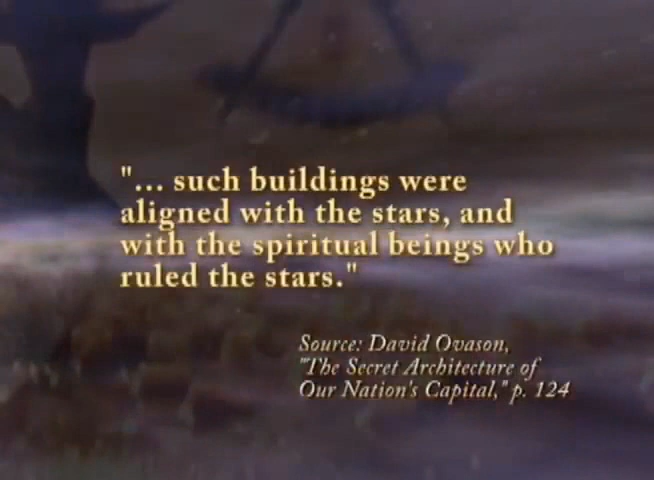 "... such buildings were
aligned with the stars, and
with the spiritual beings who
ruled the stars."
Source: David Ovason,
"The Secret Architecture of
Our Nation's Capital," p. 124